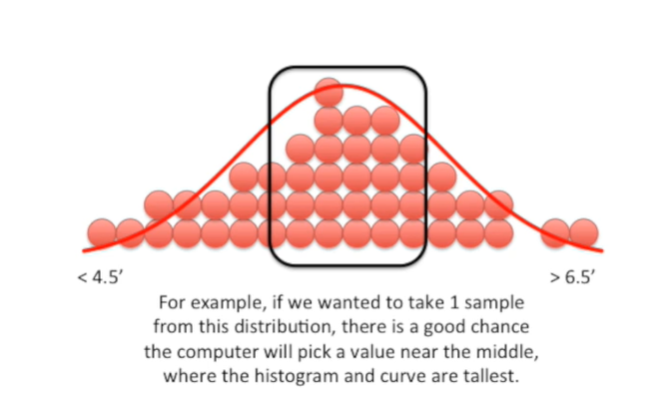 < 4.5′
> 6.5′
For example, if we wanted to take 1 sample
from this distribution, there is a good chance
the computer will pick a value near the middle,
where the histogram and curve are tallest.